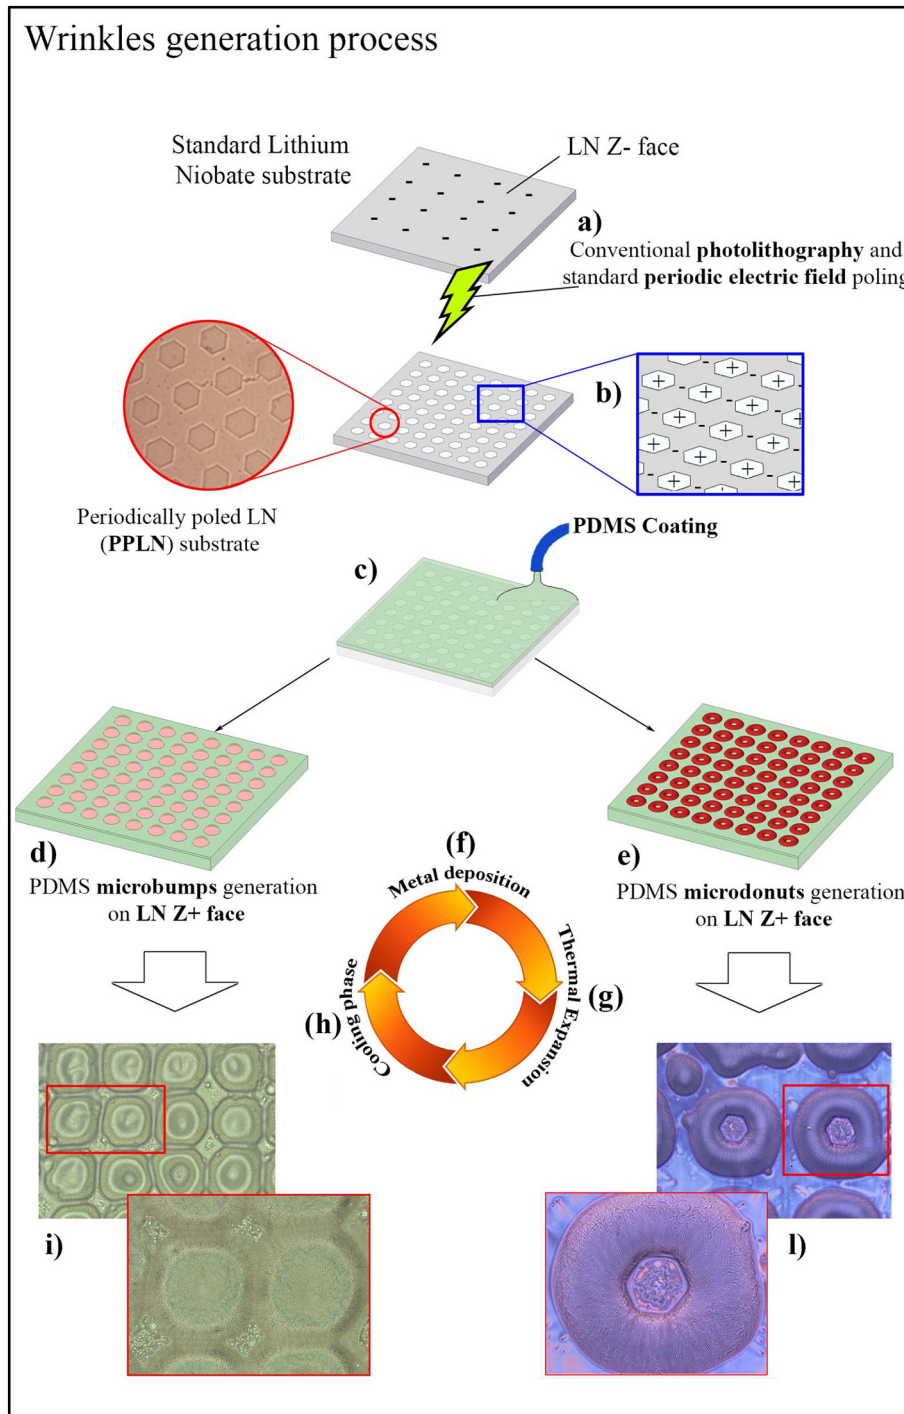 Wrinkles generation process
Standard Lithium
Niobate substrate
LN Z- face
a)
Conventional photolithography and
standard periodic electric field poling
b)
Periodically poled LN
(PPLN) substrate
PDMS Coating
c)
d)
PDMS microbumps generation
on LN Z+ face
e)
PDMS microdonuts generation
on LN Z+ face
(f)
Metal deposition
Thermal Expansion
(g)
(h)
Cooling phase
i)
l)